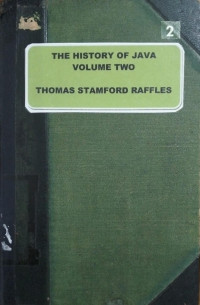 2
THE HISTORY OF JAVA
VOLUME TWO
THOMAS STAMFORD RAFFLES